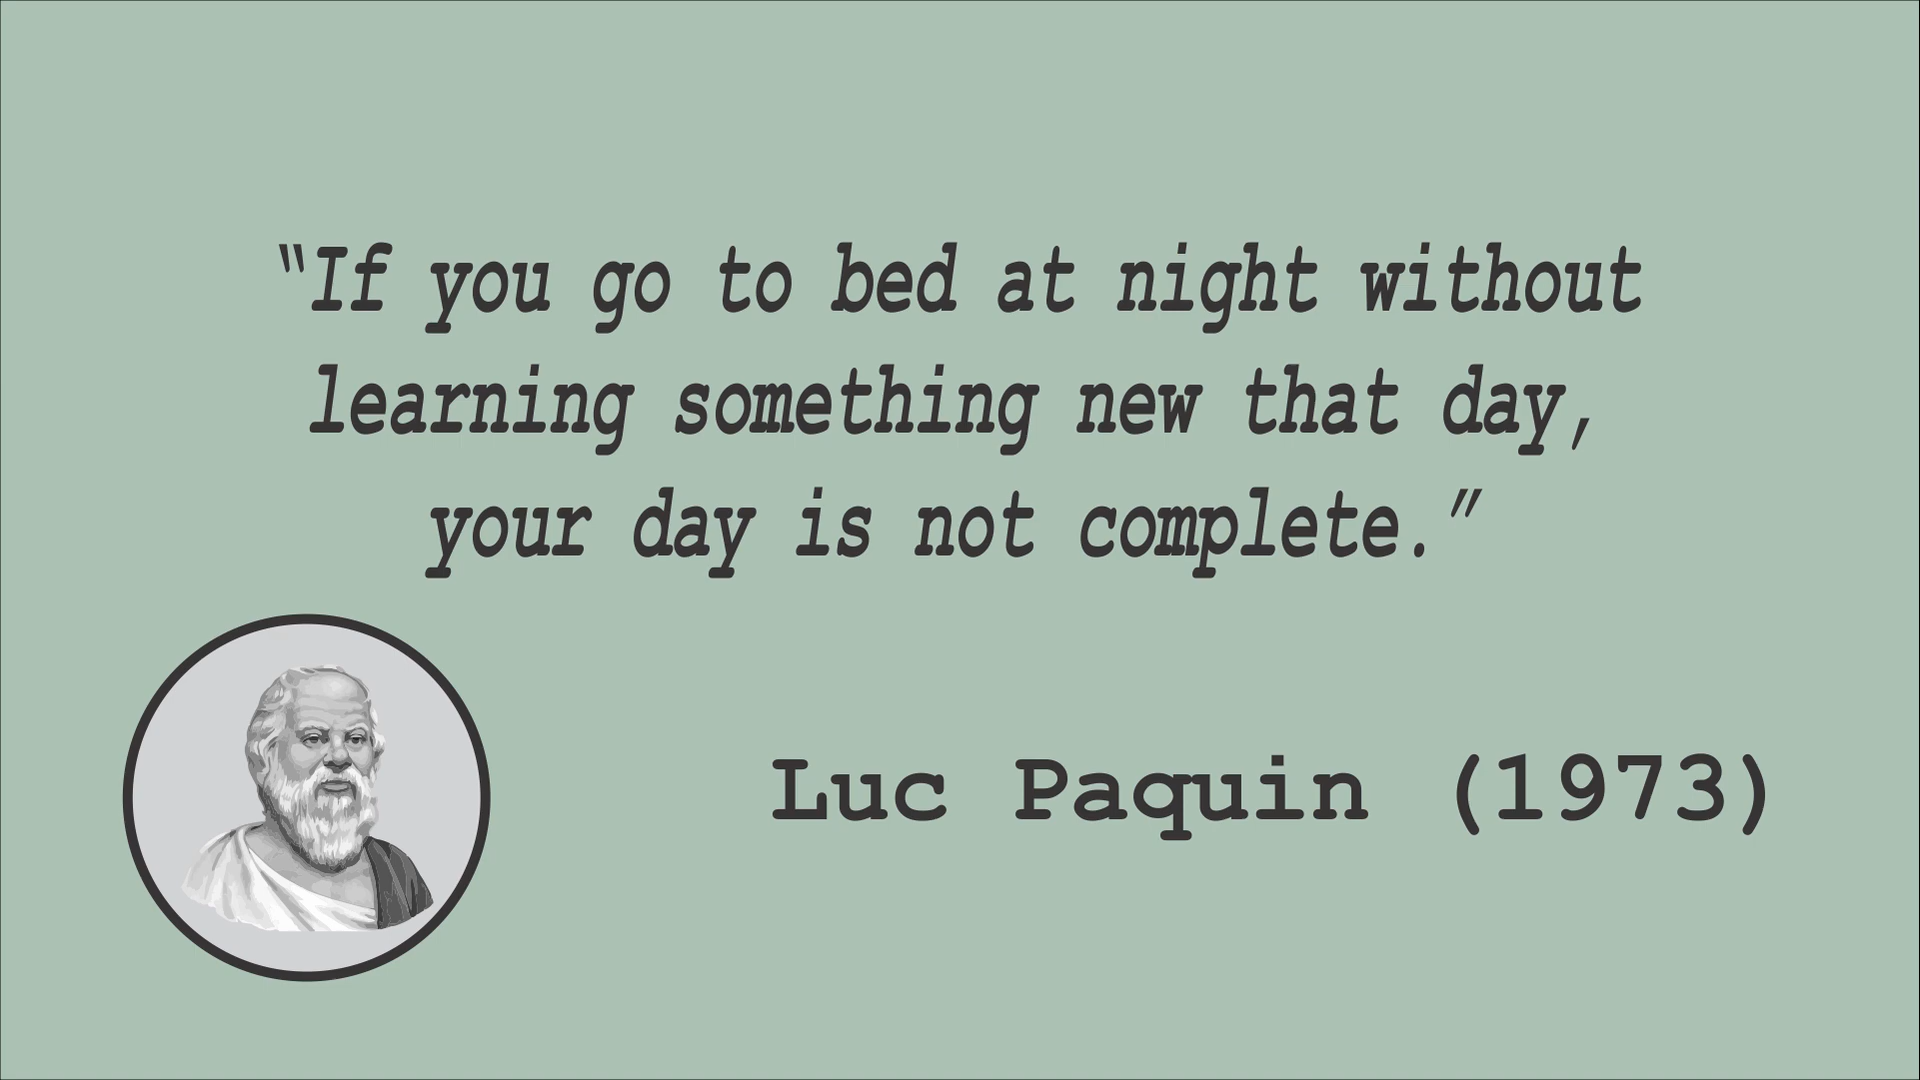 “If you go to bed at night without
learning something new that day,
your day is not complete.”
Luc Paquin (1973)